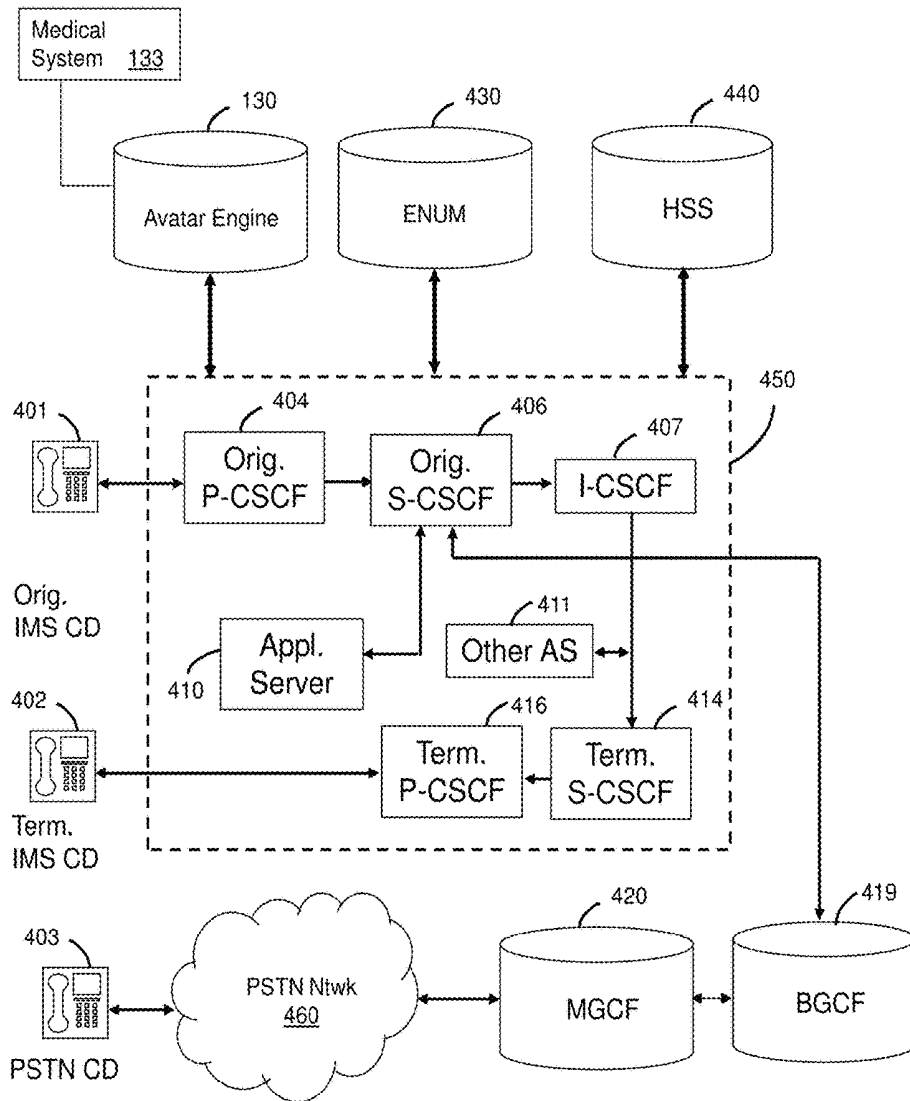 Medical
System 133
130
430
440
Avatar Engine
ENUM
HSS
450
401
404
406
407
Orig.
P-CSCF
Orig.
S-CSCF
I-CSCF
Orig.
IMS CD
411
Other AS
Appl.
Server
410
402
416
414
Term.
P-CSCF
Term.
S-CSCF
Term.
IMS CD
403
420
419
PSTN Ntwk
460
MGCF
BGCF
PSTN CD